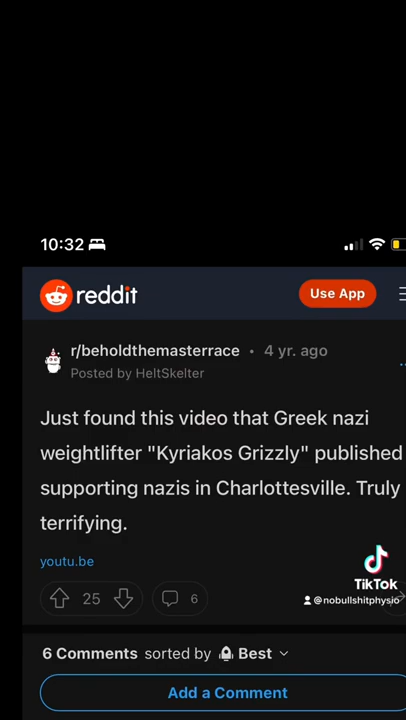 10:32
reddit
Use App
r/beholdthemasterrace • 4 yr. ago
Posted by HeltSkelter
Just found this video that Greek nazi
weightlifter "Kyriakos Grizzly" published
supporting nazis in Charlottesville. Truly
terrifying.
youtu.be
25
6
TikTok
@nobullshitphysio
6 Comments sorted by Best
Add a Comment